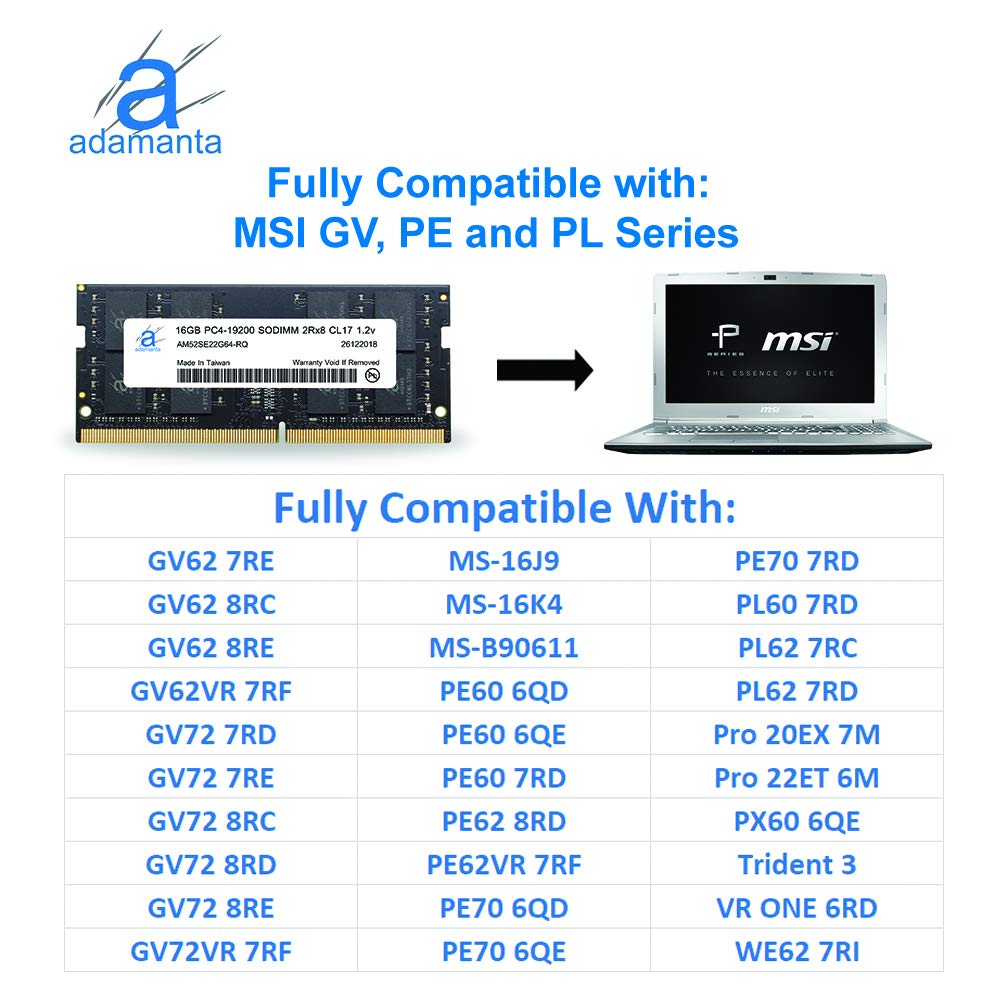 a
adamanta
Fully Compatible with:
MSI GV, PE and PL Series
a
adamanta
16GB PC4-19200 SODIMM 2Rx8 CL17 1.2v
AM52SE22G64-RQ 26122018
Made In Taiwan Warranty Void If Removed
P
SERIES
msi
THE ESSENCE OF ELITE
msi
Fully Compatible With:
GV62 7RE MS-16J9 PE70 7RD
GV62 8RC MS-16K4 PL60 7RD
GV62 8RE MS-B90611 PL62 7RC
GV62VR 7RF PE60 6QD PL62 7RD
GV72 7RD PE60 6QE Pro 20EX 7M
GV72 7RE PE60 7RD Pro 22ET 6M
GV72 8RC PE62 8RD PX60 6QE
GV72 8RD PE62VR 7RF Trident 3
GV72 8RE PE70 6QD VR ONE 6RD
GV72VR 7RF PE70 6QE WE62 7RI